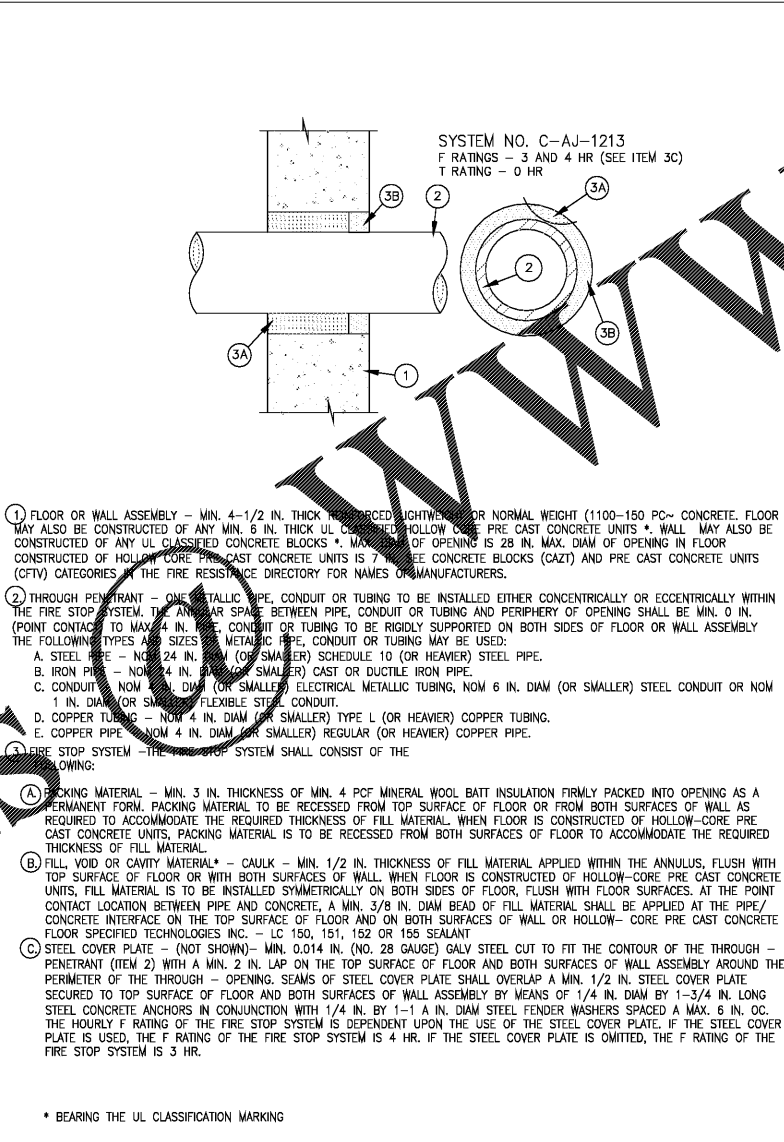 SYSTEM NO. C-AJ-1213
F RATINGS - 3 AND 4 HR (SEE ITEM 3C)
T RATING - 0 HR
3A
3B
2
2
3B
3A
1
WWW
@
S
1. FLOOR OR WALL ASSEMBLY - MIN. 4-1/2 IN. THICK REINFORCED LIGHTWEIGHT OR NORMAL WEIGHT (1100-150 PC~ CONCRETE. FLOOR
MAY ALSO BE CONSTRUCTED OF ANY MIN. 6 IN. THICK UL CLASSIFIED HOLLOW CORE PRE CAST CONCRETE UNITS *. WALL MAY ALSO BE
CONSTRUCTED OF ANY UL CLASSIFIED CONCRETE BLOCKS *. MAX. OF OPENING IS 28 IN. MAX. DIAM OF OPENING IN FLOOR
CONSTRUCTED OF HOLLOW CORE PRE CAST CONCRETE UNITS IS 7 IN. SEE CONCRETE BLOCKS (CAZT) AND PRE CAST CONCRETE UNITS
(CFTV) CATEGORIES IN THE FIRE RESISTANCE DIRECTORY FOR NAMES OF MANUFACTURERS.
2. THROUGH PENETRANT - ONE METALLIC PIPE, CONDUIT OR TUBING TO BE INSTALLED EITHER CONCENTRICALLY OR ECCENTRICALLY WITHIN
THE FIRE STOP SYSTEM. THE ANNULAR SPACE BETWEEN PIPE, CONDUIT OR TUBING AND PERIPHERY OF OPENING SHALL BE MIN. 0 IN.
(POINT CONTACT) TO MAX. 4 IN. PIPE, CONDUIT OR TUBING TO BE RIGIDLY SUPPORTED ON BOTH SIDES OF FLOOR OR WALL ASSEMBLY
THE FOLLOWING TYPES AND SIZES OF METALLIC PIPE, CONDUIT OR TUBING MAY BE USED:
A. STEEL PIPE - NOM 24 IN. DIAM (OR SMALLER) SCHEDULE 10 (OR HEAVIER) STEEL PIPE.
B. IRON PIPE - NOM 24 IN. DIAM (OR SMALLER) CAST OR DUCTILE IRON PIPE.
C. CONDUIT - NOM 4 IN. DIAM (OR SMALLER) ELECTRICAL METALLIC TUBING, NOM 6 IN. DIAM (OR SMALLER) STEEL CONDUIT OR NOM
1 IN. DIAM (OR SMALLER) FLEXIBLE STEEL CONDUIT.
D. COPPER TUBING - NOM 4 IN. DIAM (OR SMALLER) TYPE L (OR HEAVIER) COPPER TUBING.
E. COPPER PIPE - NOM 4 IN. DIAM (OR SMALLER) REGULAR (OR HEAVIER) COPPER PIPE.
3. FIRE STOP SYSTEM -THE FIRE STOP SYSTEM SHALL CONSIST OF THE
FOLLOWING:
A. PACKING MATERIAL - MIN. 3 IN. THICKNESS OF MIN. 4 PCF MINERAL WOOL BATT INSULATION FIRMLY PACKED INTO OPENING AS A
PERMANENT FORM. PACKING MATERIAL TO BE RECESSED FROM TOP SURFACE OF FLOOR OR FROM BOTH SURFACES OF WALL AS
REQUIRED TO ACCOMMODATE THE REQUIRED THICKNESS OF FILL MATERIAL. WHEN FLOOR IS CONSTRUCTED OF HOLLOW-CORE PRE
CAST CONCRETE UNITS, PACKING MATERIAL IS TO BE RECESSED FROM BOTH SURFACES OF FLOOR TO ACCOMMODATE THE REQUIRED
THICKNESS OF FILL MATERIAL.
B. FILL, VOID OR CAVITY MATERIAL* - CAULK - MIN. 1/2 IN. THICKNESS OF FILL MATERIAL APPLIED WITHIN THE ANNULUS, FLUSH WITH
TOP SURFACE OF FLOOR OR WITH BOTH SURFACES OF WALL. WHEN FLOOR IS CONSTRUCTED OF HOLLOW-CORE PRE CAST CONCRETE
UNITS, FILL MATERIAL IS TO BE INSTALLED SYMMETRICALLY ON BOTH SIDES OF FLOOR, FLUSH WITH FLOOR SURFACES. AT THE POINT
CONTACT LOCATION BETWEEN PIPE AND CONCRETE, A MIN. 3/8 IN. DIAM BEAD OF FILL MATERIAL SHALL BE APPLIED AT THE PIPE/
CONCRETE INTERFACE ON THE TOP SURFACE OF FLOOR AND ON BOTH SURFACES OF WALL OR HOLLOW- CORE PRE CAST CONCRETE
FLOOR SPECIFIED TECHNOLOGIES INC. - LC 150, 151, 152 OR 155 SEALANT
C. STEEL COVER PLATE - (NOT SHOWN)- MIN. 0.014 IN. (NO. 28 GAUGE) GALV STEEL CUT TO FIT THE CONTOUR OF THE THROUGH -
PENETRANT (ITEM 2) WITH A MIN. 2 IN. LAP ON THE TOP SURFACE OF FLOOR AND BOTH SURFACES OF WALL ASSEMBLY AROUND THE
PERIMETER OF THE THROUGH - OPENING. SEAMS OF STEEL COVER PLATE SHALL OVERLAP A MIN. 1/2 IN. STEEL COVER PLATE
SECURED TO TOP SURFACE OF FLOOR AND BOTH SURFACES OF WALL ASSEMBLY BY MEANS OF 1/4 IN. DIAM BY 1-3/4 IN. LONG
STEEL CONCRETE ANCHORS IN CONJUNCTION WITH 1/4 IN. BY 1-1 A IN. DIAM STEEL FENDER WASHERS SPACED A MAX. 6 IN. OC.
THE HOURLY F RATING OF THE FIRE STOP SYSTEM IS DEPENDENT UPON THE USE OF THE STEEL COVER PLATE. IF THE STEEL COVER
PLATE IS USED, THE F RATING OF THE FIRE STOP SYSTEM IS 4 HR. IF THE STEEL COVER PLATE IS OMITTED, THE F RATING OF THE
FIRE STOP SYSTEM IS 3 HR.
* BEARING THE UL CLASSIFICATION MARKING